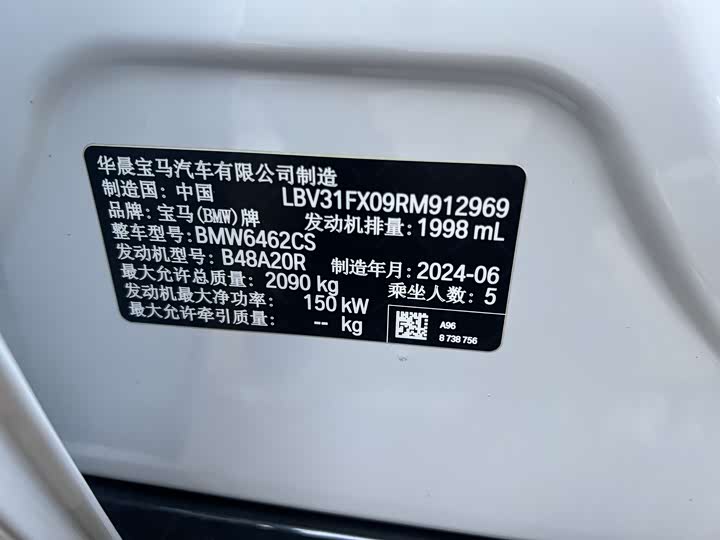 华晨宝马汽车有限公司制造
制造国: 中国 LBV31FX09RM912969
品牌: 宝马(BMW)牌 发动机排量: 1998 mL
整车型号: BMW6462CS
发动机型号: B48A20R 制造年月: 2024-06
最大允许总质量: 2090 kg 乘坐人数: 5
发动机最大净功率: 150 kW
最大允许牵引质量: -- kg
A96
8 738 756